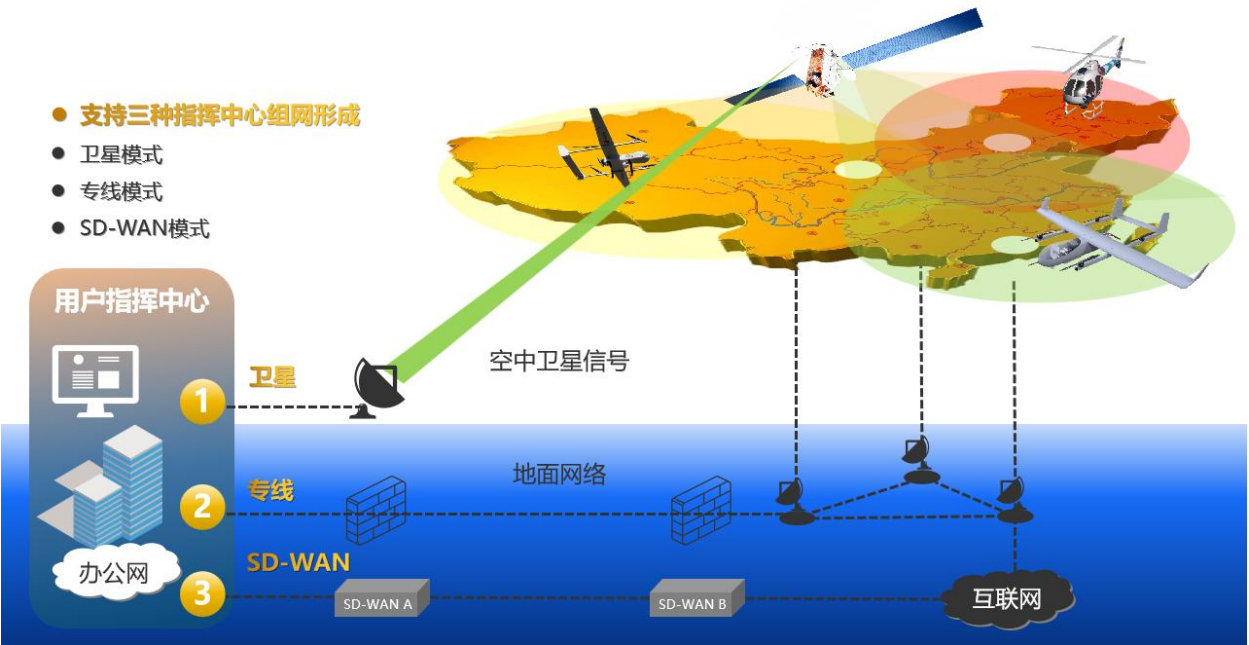 支持三种指挥中心组网形成
卫星模式
专线模式
SD-WAN模式
用户指挥中心
卫星
1
空中卫星信号
地面网络
专线
2
SD-WAN
办公网
3
SD-WAN A
SD-WAN B
互联网